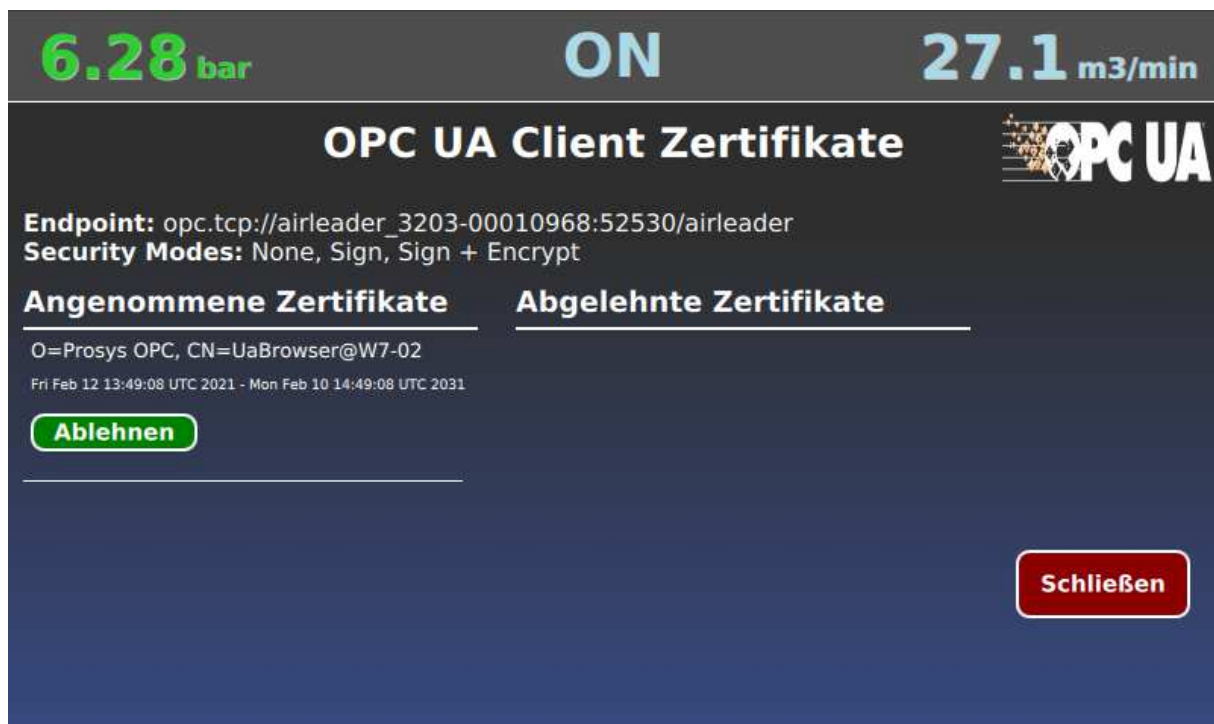 6.28 bar
ON
27.1 m3/min
OPC UA Client Zertifikate
OPC UA
Endpoint: opc.tcp://airleader_3203-00010968:52530/airleader
Security Modes: None, Sign, Sign + Encrypt
Angenommene Zertifikate
Abgelehnte Zertifikate
O=Prosys OPC, CN=UaBrowser@W7-02
Fri Feb 12 13:49:08 UTC 2021 - Mon Feb 10 14:49:08 UTC 2031
Ablehnen
Schließen